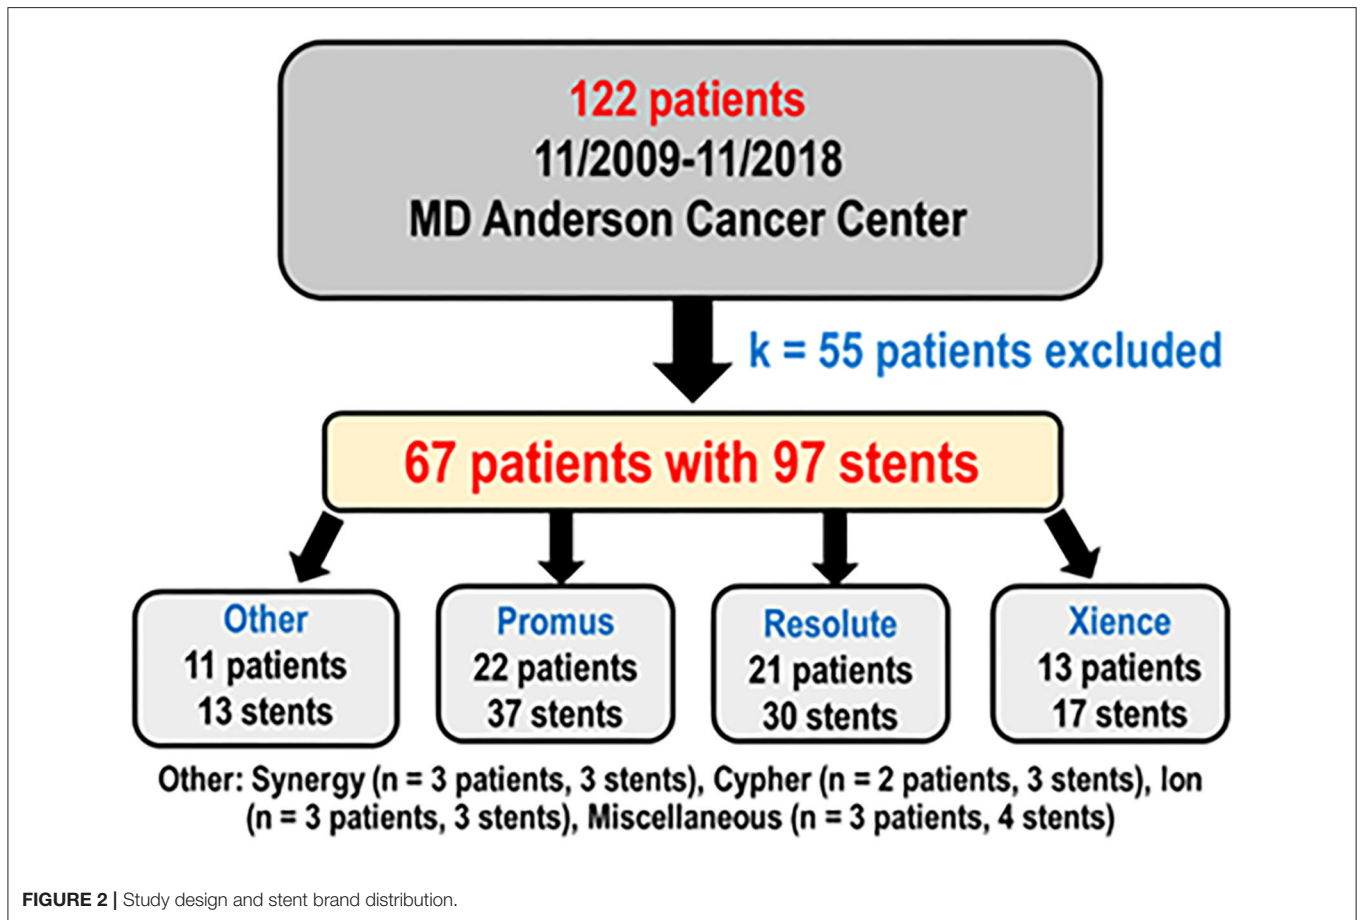 122 patients
11/2009-11/2018
MD Anderson Cancer Center
k = 55 patients excluded
67 patients with 97 stents
Other
11 patients
13 stents
Promus
22 patients
37 stents
Resolute
21 patients
30 stents
Xience
13 patients
17 stents
Other: Synergy (n = 3 patients, 3 stents), Cypher (n = 2 patients, 3 stents), Ion
(n = 3 patients, 3 stents), Miscellaneous (n = 3 patients, 4 stents)
FIGURE 2 | Study design and stent brand distribution.